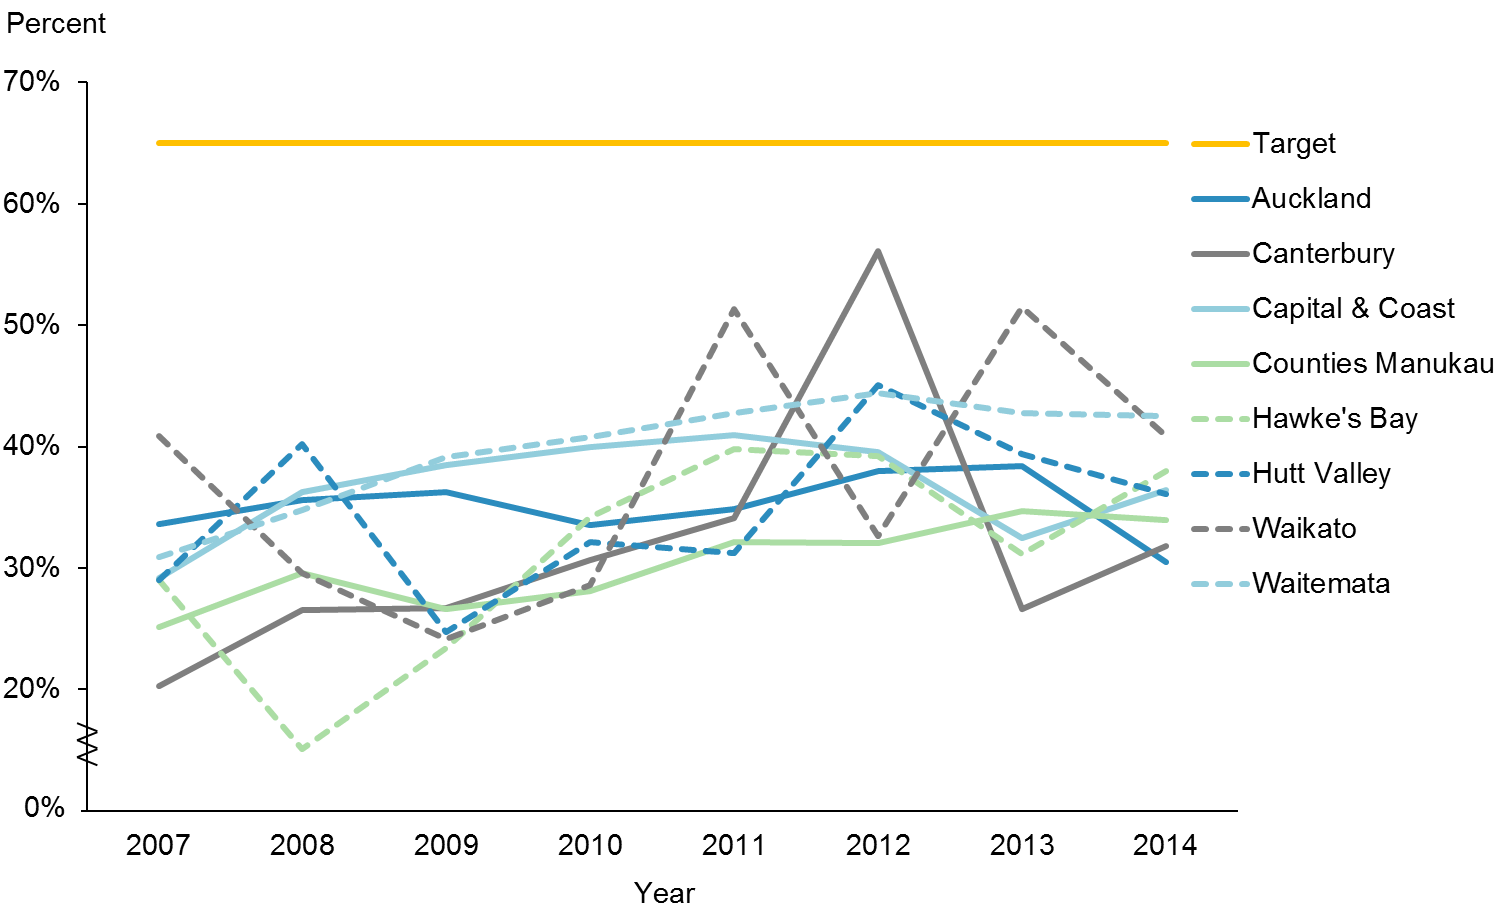 Percent
70%
60%
50%
40%
30%
20%
0%
2007 2008 2009 2010 2011 2012 2013 2014
Year
Target
Auckland
Canterbury
Capital & Coast
Counties Manukau
Hawke's Bay
Hutt Valley
Waikato
Waitemata